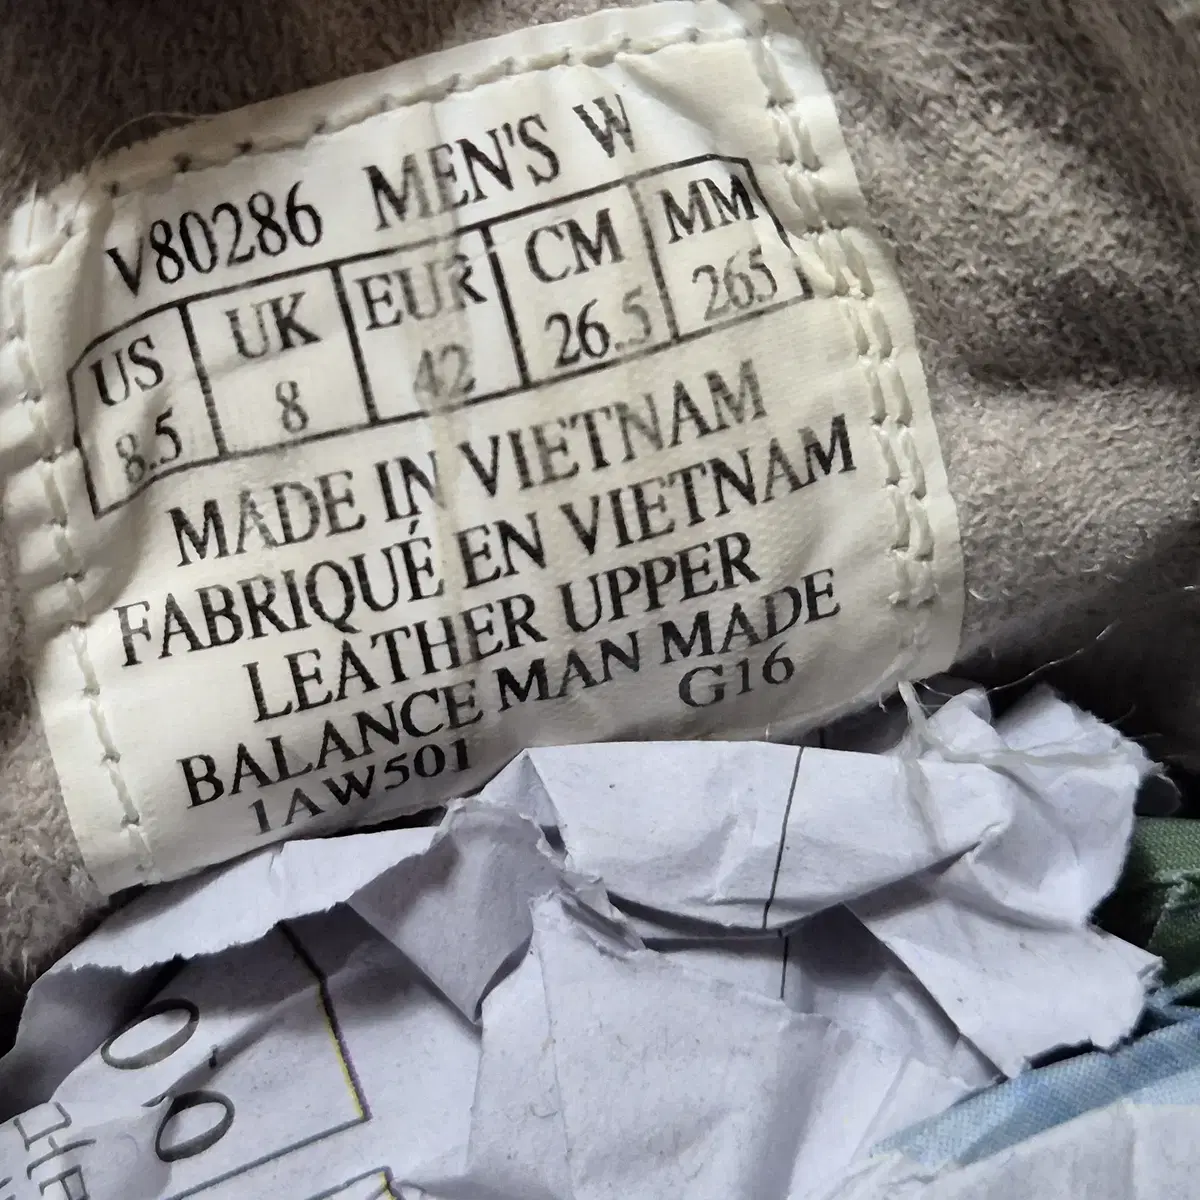 V80286 MEN'S W
US UK EUR CM MM
8.5 8 42 26.5 265
MADE IN VIETNAM
FABRIQUÉ EN VIETNAM
LEATHER UPPER
BALANCE MAN MADE
1AW501 G16